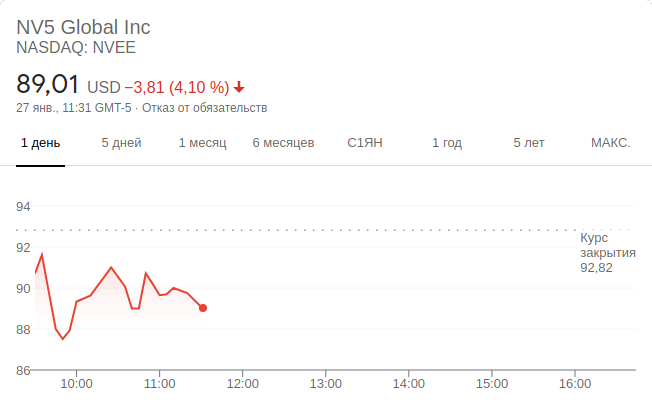 NV5 Global Inc
NASDAQ: NVEE
89,01 USD −3,81 (4,10 %)
27 янв., 11:31 GMT-5 · Отказ от обязательств
1 день 5 дней 1 месяц 6 месяцев С1ЯН 1 год 5 лет МАКС.
94
92
90
88
86
Курс
закрытия
92,82
10:00 11:00 12:00 13:00 14:00 15:00 16:00